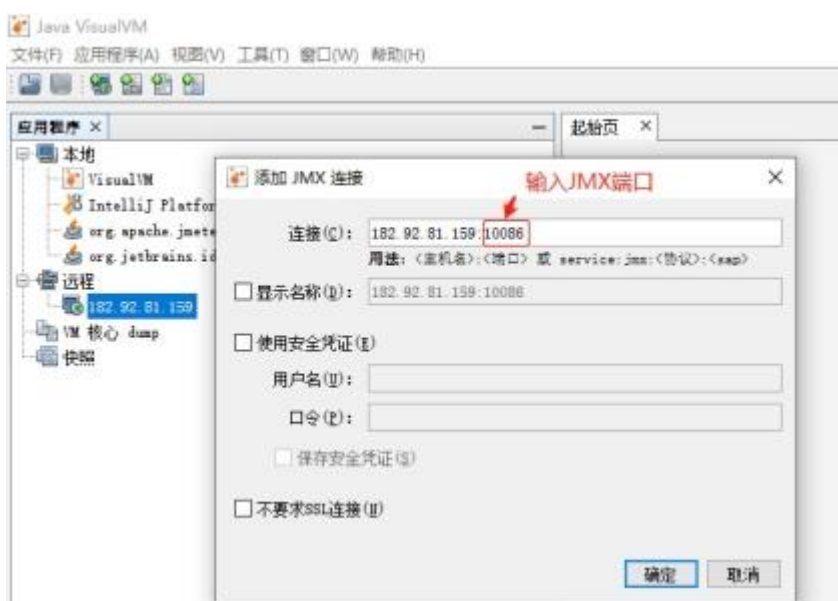 Java VisualVM
文件(F) 应用程序(A) 视图(V) 工具(T) 窗口(W) 帮助(H)
应用程序 ×
起始页 ×
本地
VisualVM
IntelliJ Platfor
org.apache.jmete
org.jetbrains.id
远程
182.92.81.159
VM 核心 dump
快照
添加 JMX 连接
输入JMX端口
连接(C): 182.92.81.159:10086
用法: <主机名>:<端口> 或 service:jmx:<协议>:<sap>
显示名称(D): 182.92.81.159:10086
使用安全凭证(E)
用户名(U):
口令(P):
保存安全凭证(S)
不要求SSL连接(N)
确定 取消